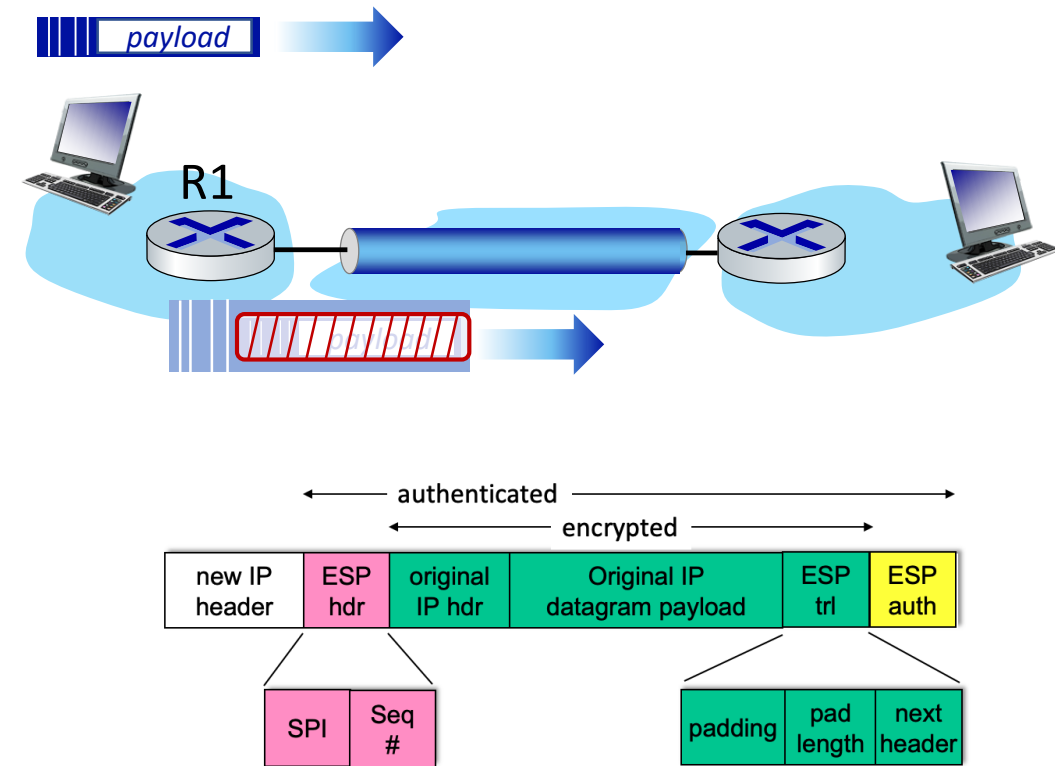 payload
R1
payload
authenticated
encrypted
new IP
header
ESP
hdr
original
IP hdr
Original IP
datagram payload
ESP
trl
ESP
auth
SPI
Seq
#
padding
pad
length
next
header